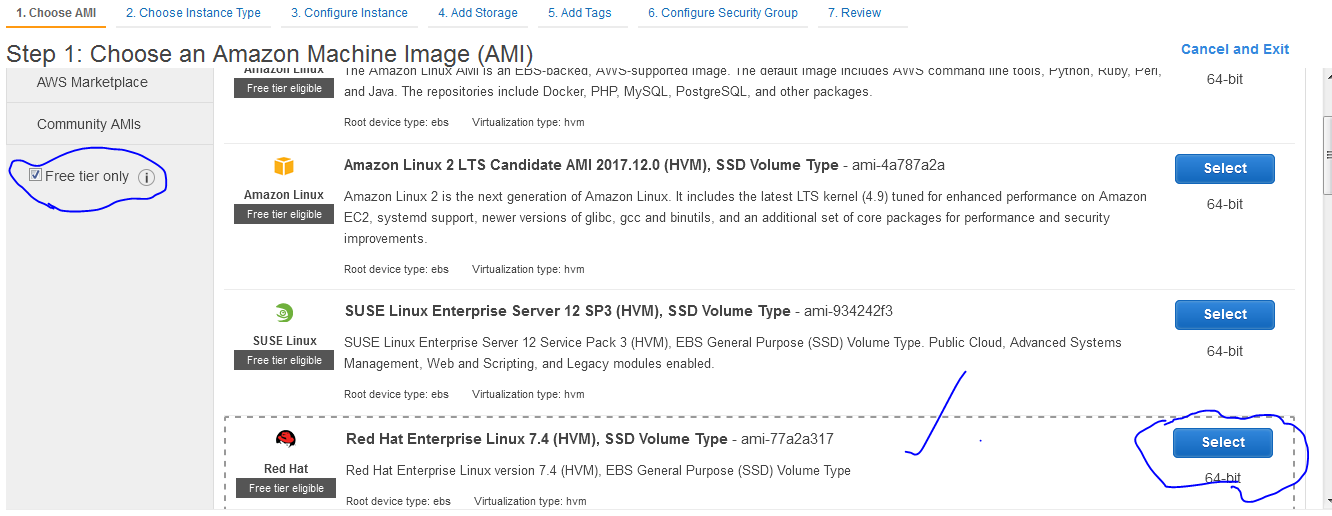 1. Choose AMI 2. Choose Instance Type 3. Configure Instance 4. Add Storage 5. Add Tags 6. Configure Security Group 7. Review
Step 1: Choose an Amazon Machine Image (AMI)
Cancel and Exit
AWS Marketplace
Community AMIs
Free tier only
Amazon Linux
Free tier eligible
The Amazon Linux AMI is an EBS-backed, AWS-supported image. The default image includes AWS command line tools, Python, Ruby, Perl,
and Java. The repositories include Docker, PHP, MySQL, PostgreSQL, and other packages.
Root device type: ebs Virtualization type: hvm
64-bit
Amazon Linux
Free tier eligible
Amazon Linux 2 LTS Candidate AMI 2017.12.0 (HVM), SSD Volume Type - ami-4a787a2a
Amazon Linux 2 is the next generation of Amazon Linux. It includes the latest LTS kernel (4.9) tuned for enhanced performance on Amazon
EC2, systemd support, newer versions of glibc, gcc and binutils, and an additional set of core packages for performance and security
improvements.
Root device type: ebs Virtualization type: hvm
Select
64-bit
SUSE Linux
Free tier eligible
SUSE Linux Enterprise Server 12 SP3 (HVM), SSD Volume Type - ami-934242f3
SUSE Linux Enterprise Server 12 Service Pack 3 (HVM), EBS General Purpose (SSD) Volume Type. Public Cloud, Advanced Systems
Management, Web and Scripting, and Legacy modules enabled.
Root device type: ebs Virtualization type: hvm
Select
64-bit
Red Hat
Free tier eligible
Red Hat Enterprise Linux 7.4 (HVM), SSD Volume Type - ami-77a2a317
Red Hat Enterprise Linux version 7.4 (HVM), EBS General Purpose (SSD) Volume Type
Root device type: ebs Virtualization type: hvm
Select
64-bit